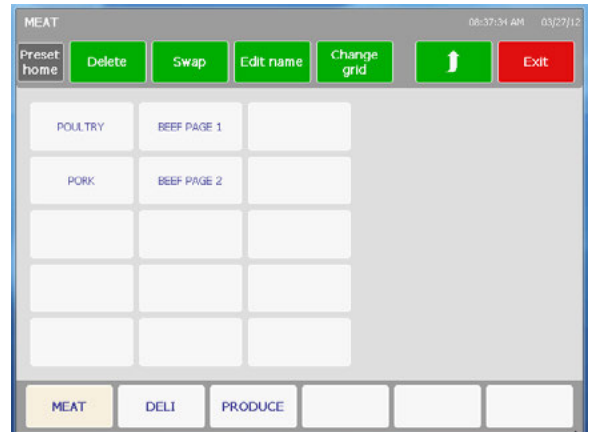 MEAT
08:37:34 AM 03/27/12
Preset home
Delete
Swap
Edit name
Change grid
Exit
POULTRY
BEEF PAGE 1
PORK
BEEF PAGE 2
MEAT
DELI
PRODUCE